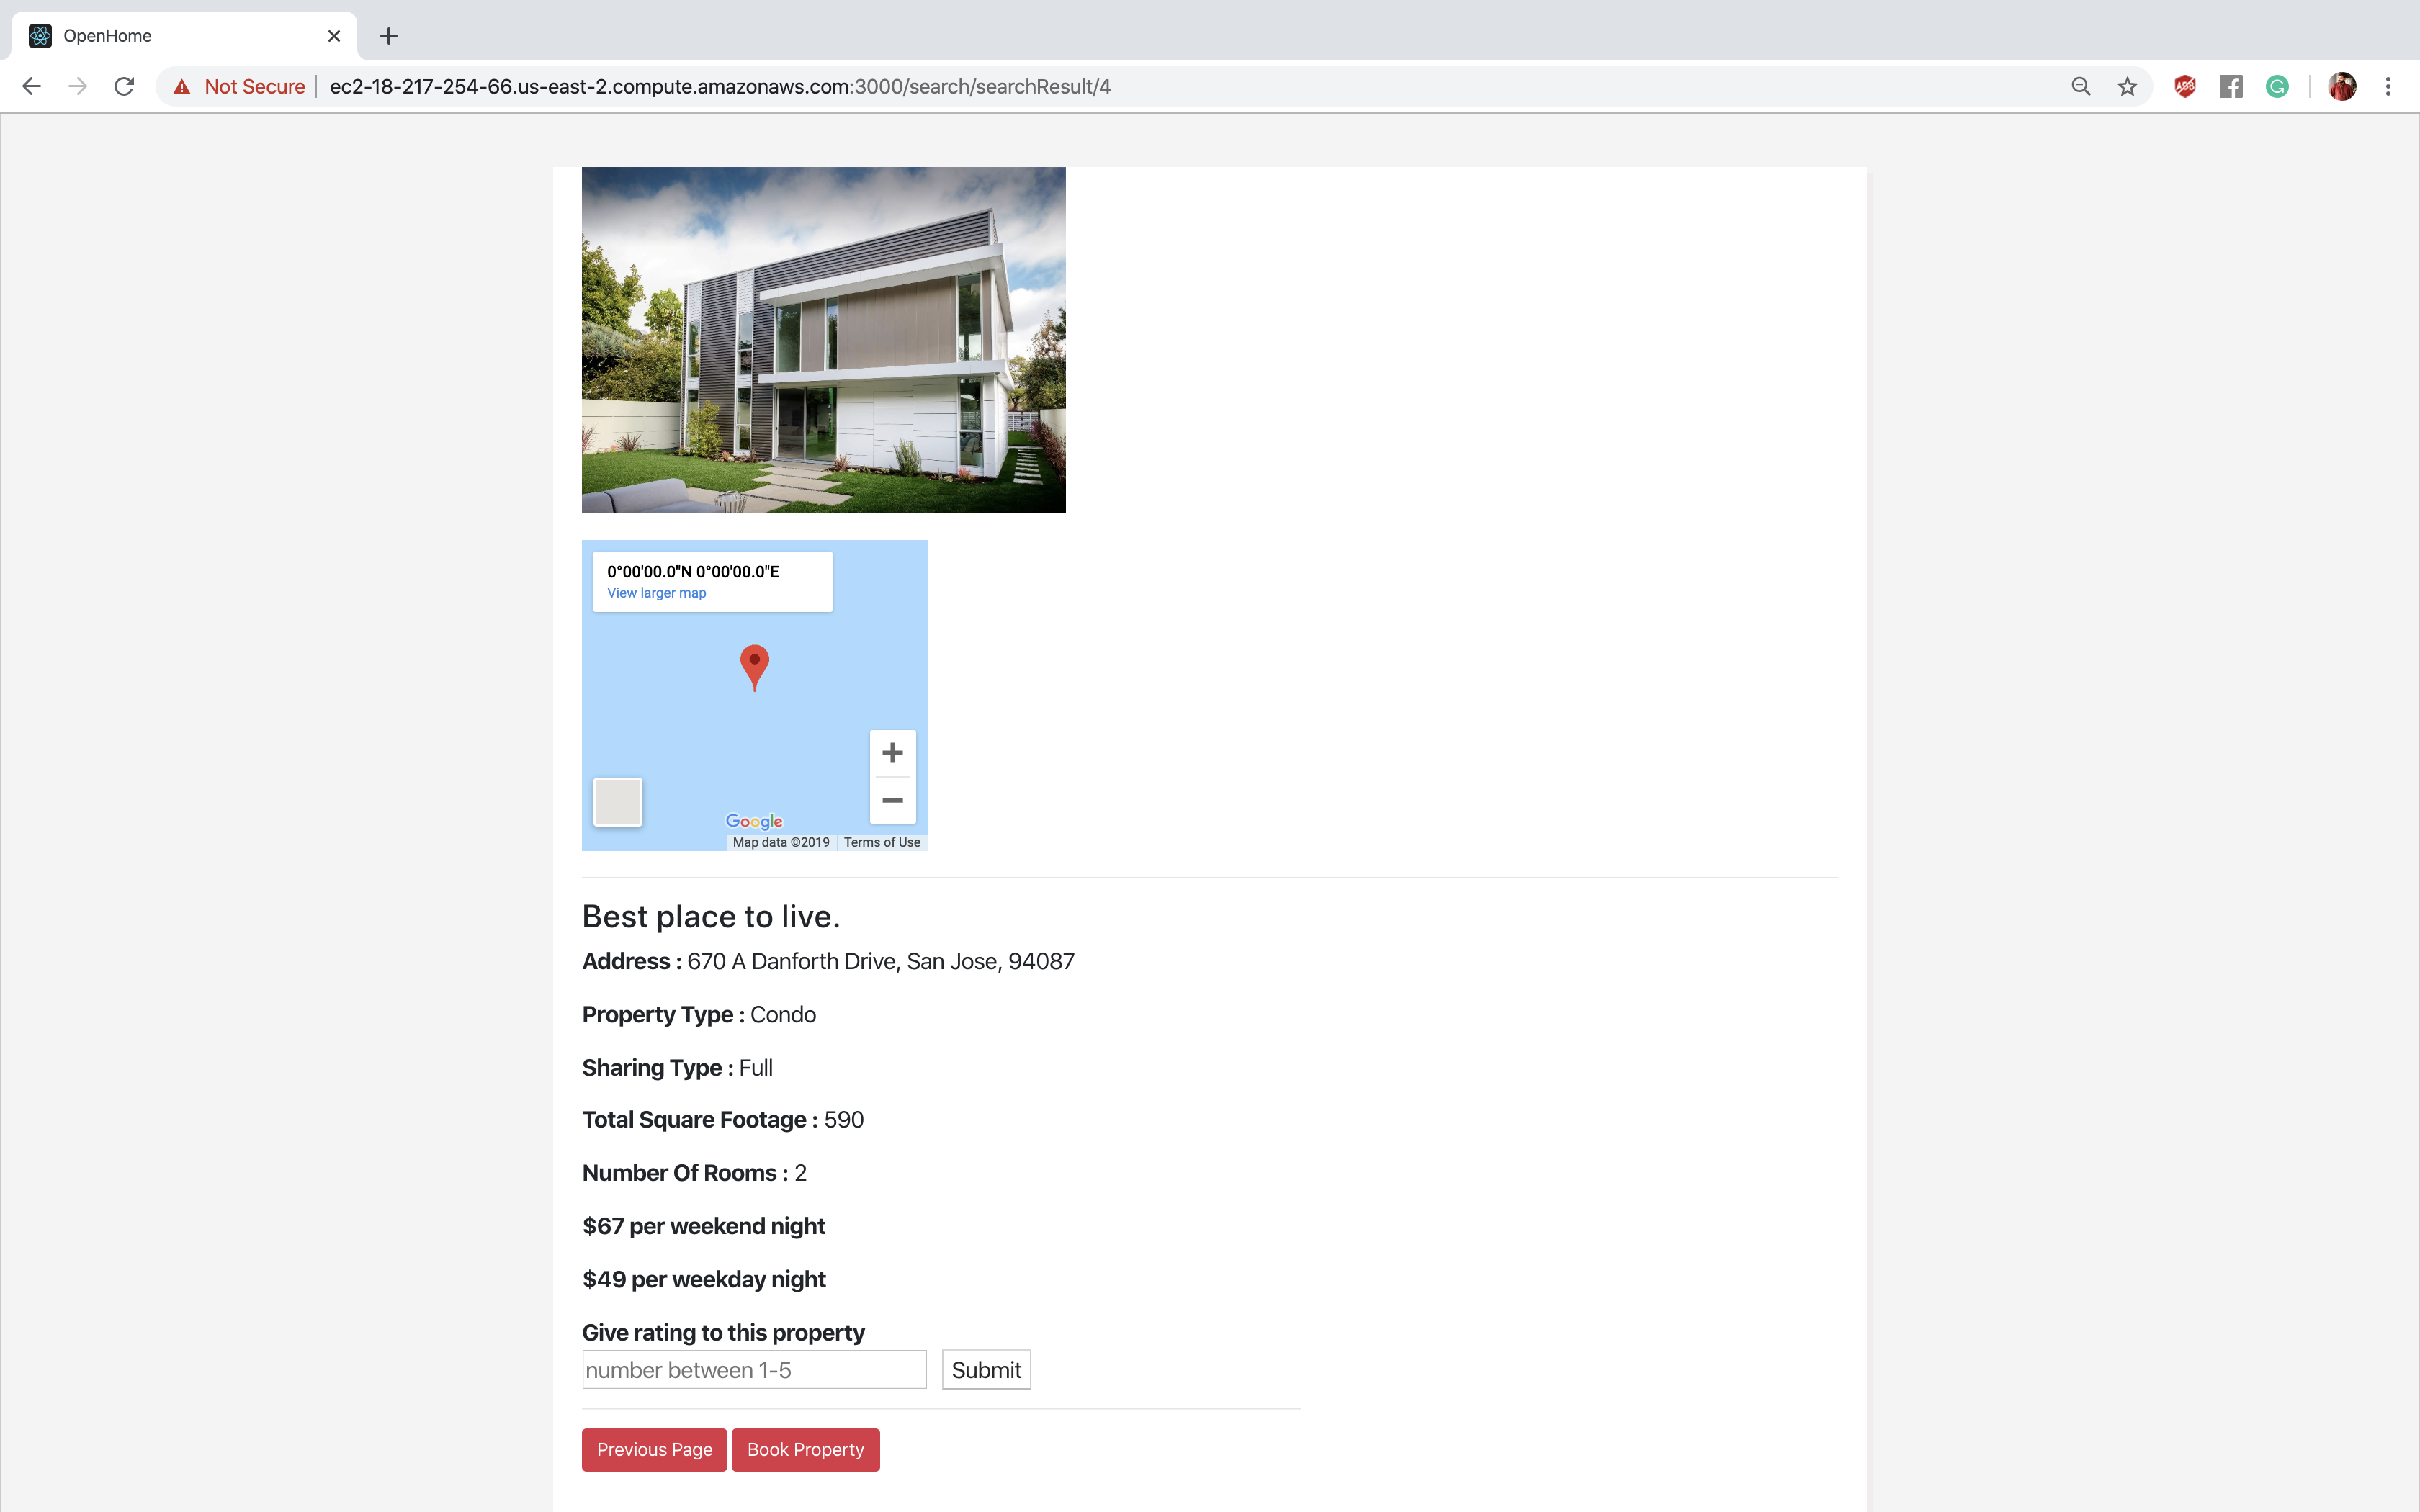 OpenHome
Not Secure
ec2-18-217-254-66.us-east-2.compute.amazonaws.com:3000/search/searchResult/4
0°00'00.0"N 0°00'00.0"E
View larger map
Google
Map data ©2019
Terms of Use
Best place to live.
Address : 670 A Danforth Drive, San Jose, 94087
Property Type : Condo
Sharing Type : Full
Total Square Footage : 590
Number Of Rooms : 2
$67 per weekend night
$49 per weekday night
Give rating to this property
number between 1-5
Submit
Previous Page
Book Property